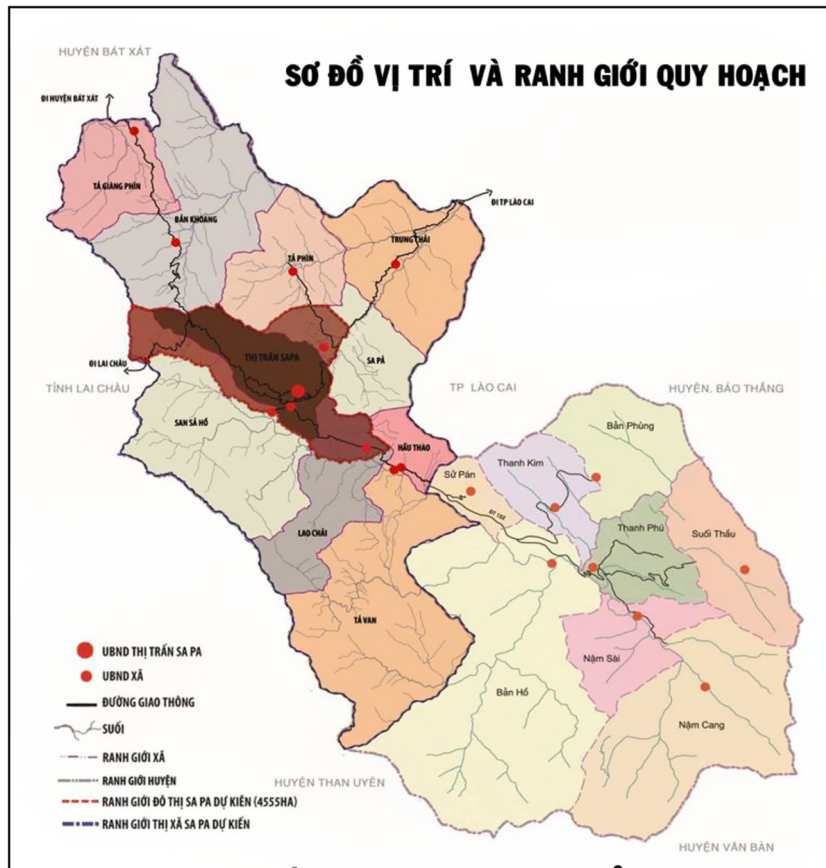 HUYỆN BÁT XÁT
SƠ ĐỒ VỊ TRÍ VÀ RANH GIỚI QUY HOẠCH
ĐI HUYỆN BÁT XÁT
TẢ GIÀNG PHÌN
BẢN KHOANG
ĐI TP LÀO CAI
TRUNG CHẢI
TẢ PHÌN
THỊ TRẤN SAPA
SA PẢ
ĐI LAI CHÂU
TỈNH LAI CHÂU
TP LÀO CAI
HUYỆN. BẢO THẮNG
SAN SẢ HỒ
HẦU THÀO
Bản Phùng
Sử Pán
Thanh Kim
ĐT 152
Thanh Phú
Suối Thầu
LAO CHẢI
TẢ VAN
Nậm Sài
Bản Hồ
Nậm Cang
UBND THỊ TRẤN SA PA
UBND XÃ
ĐƯỜNG GIAO THÔNG
SUỐI
RANH GIỚI XÃ
RANH GIỚI HUYỆN
RANH GIỚI ĐÔ THỊ SA PA DỰ KIẾN (4555HA)
RANH GIỚI THỊ XÃ SA PA DỰ KIẾN
HUYỆN THAN UYÊN
HUYỆN VĂN BÀN